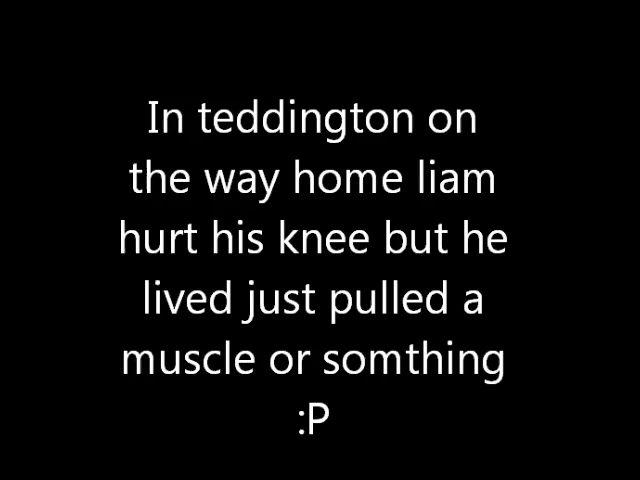 In teddington on
the way home liam
hurt his knee but he
lived just pulled a
muscle or somthing
:P